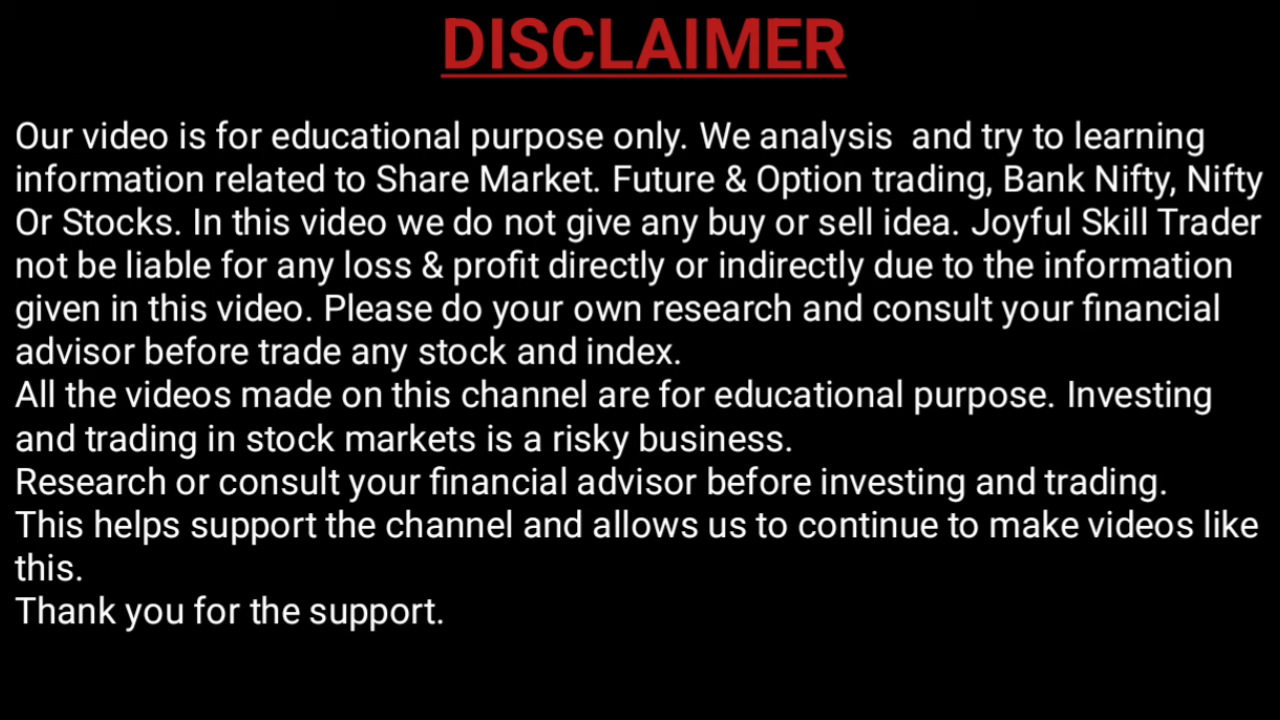 DISCLAIMER
Our video is for educational purpose only. We analysis  and try to learning
information related to Share Market. Future & Option trading, Bank Nifty, Nifty
Or Stocks. In this video we do not give any buy or sell idea. Joyful Skill Trader
not be liable for any loss & profit directly or indirectly due to the information
given in this video. Please do your own research and consult your financial
advisor before trade any stock and index.
All the videos made on this channel are for educational purpose. Investing
and trading in stock markets is a risky business.
Research or consult your financial advisor before investing and trading.
This helps support the channel and allows us to continue to make videos like
this.
Thank you for the support.